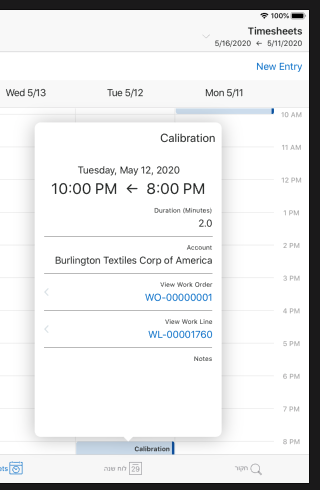 100%
Timesheets
5/16/2020 ← 5/11/2020
New Entry
Wed 5/13 Tue 5/12 Mon 5/11
10 AM
11 AM
12 PM
1 PM
2 PM
3 PM
4 PM
5 PM
6 PM
7 PM
8 PM
Calibration
Tuesday, May 12, 2020
10:00 PM ← 8:00 PM
Duration (Minutes)
2.0
Account
Burlington Textiles Corp of America
View Work Order
WO-00000001
View Work Line
WL-00001760
Notes
Calibration
ets
לוח שנה 29
חקור